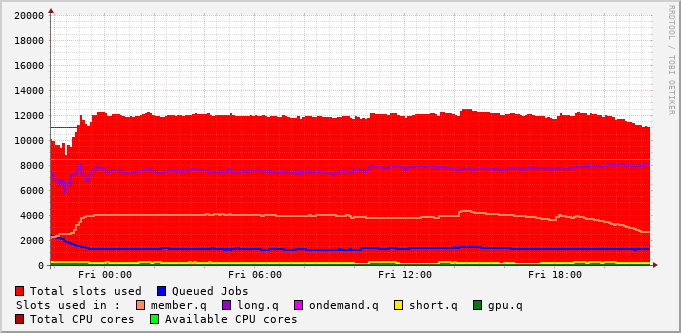 20000
18000
16000
14000
12000
10000
8000
6000
4000
2000
0
Fri 00:00 Fri 06:00 Fri 12:00 Fri 18:00
Total slots used Queued Jobs
Slots used in : member.q long.q ondemand.q short.q gpu.q
Total CPU cores Available CPU cores
RRDTOOL / TOBI OETIKER